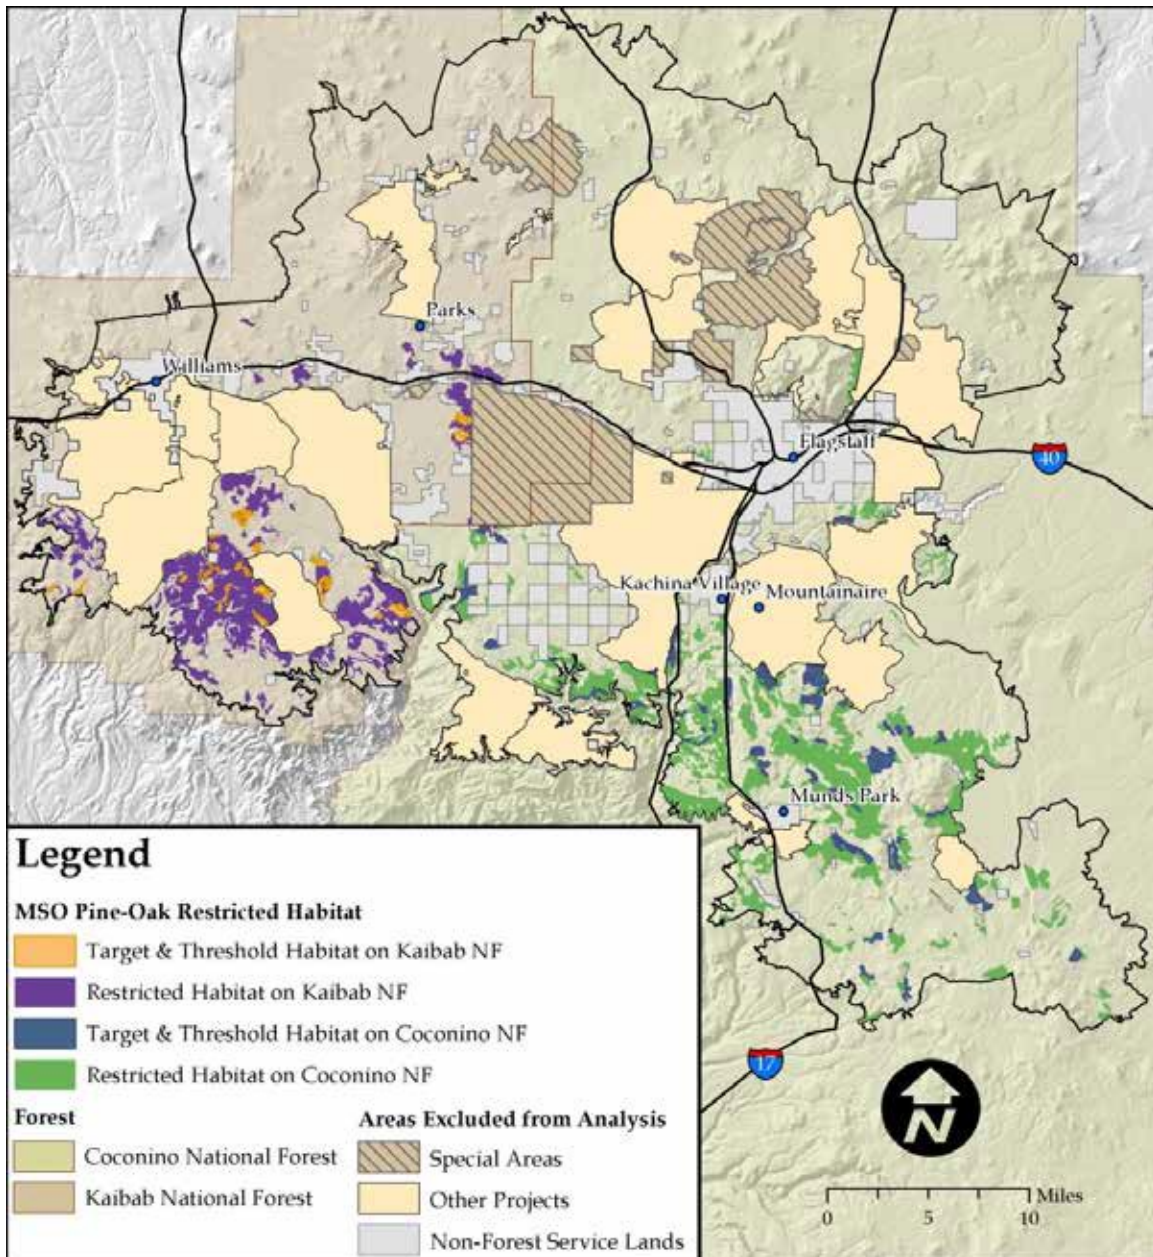 Parks
Williams
Flagstaff
40
Kachina Village
Mountainaire
Munds Park
17
N
Miles
0 5 10
Legend
MSO Pine-Oak Restricted Habitat
Target & Threshold Habitat on Kaibab NF
Restricted Habitat on Kaibab NF
Target & Threshold Habitat on Coconino NF
Restricted Habitat on Coconino NF
Forest
Coconino National Forest
Kaibab National Forest
Areas Excluded from Analysis
Special Areas
Other Projects
Non-Forest Service Lands